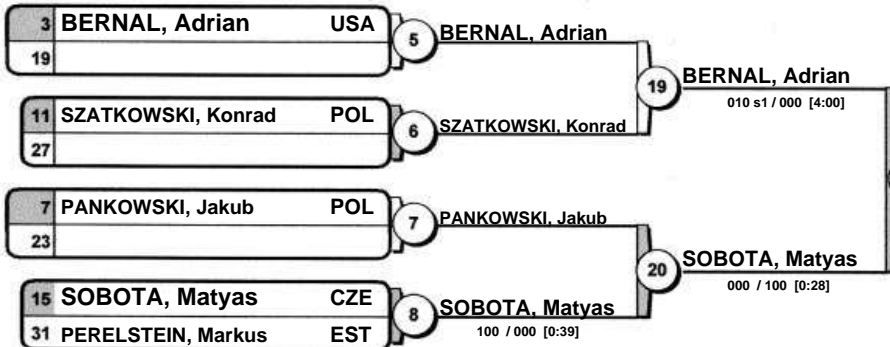 3 BERNAL, Adrian USA
19
5 BERNAL, Adrian
11 SZATKOWSKI, Konrad POL
27
6 SZATKOWSKI, Konrad
19 BERNAL, Adrian
010 s1 / 000 [4:00]
7 PANKOWSKI, Jakub POL
23
7 PANKOWSKI, Jakub
15 SOBOTA, Matyas CZE
31 PERELSTEIN, Markus EST
8 SOBOTA, Matyas
100 / 000 [0:39]
20 SOBOTA, Matyas
000 / 100 [0:28]